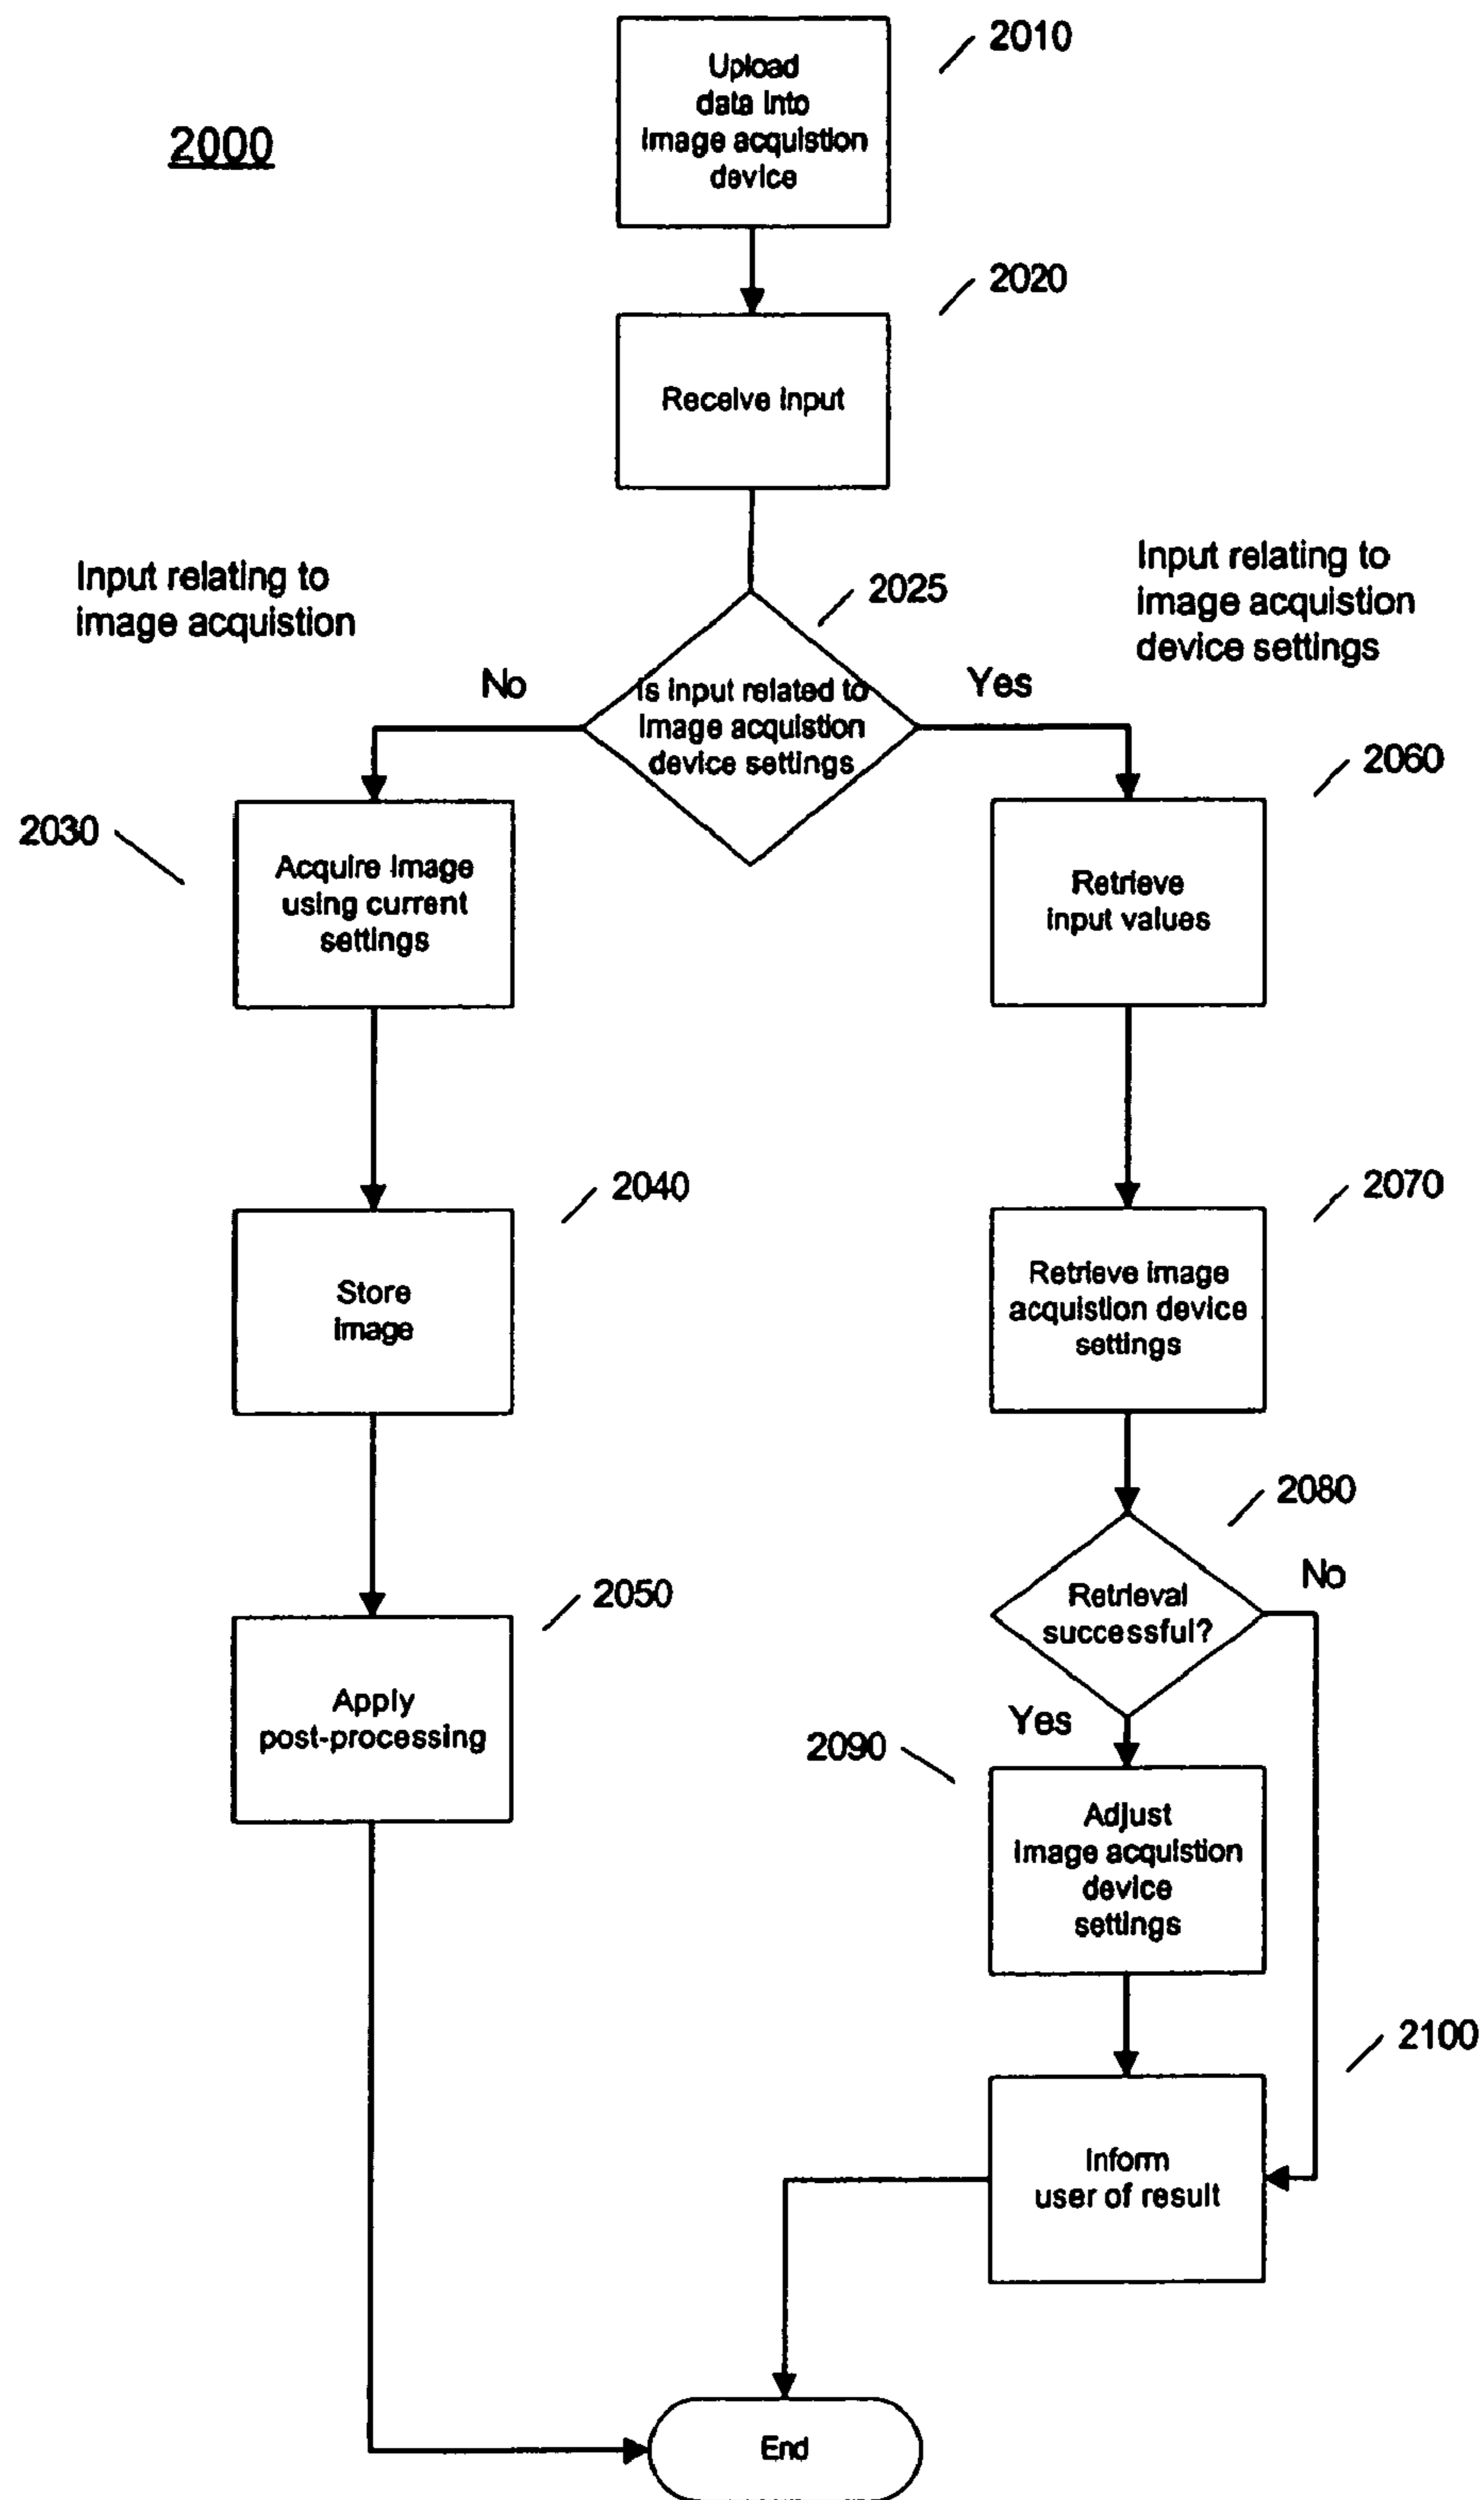 2000
2010
Upload
data into
image acquistion
device
2020
Receive input
Input relating to
image acquistion
Input relating to
image acquistion
device settings
2025
No
Yes
Is input related to
image acquistion
device settings
2030
Acquire image
using current
settings
2060
Retrieve
input values
2040
Store
image
2070
Retrieve image
acquistion device
settings
2080
Retrieval
successful?
No
Yes
2050
Apply
post-processing
2090
Adjust
image acquistion
device
settings
2100
Inform
user of result
End